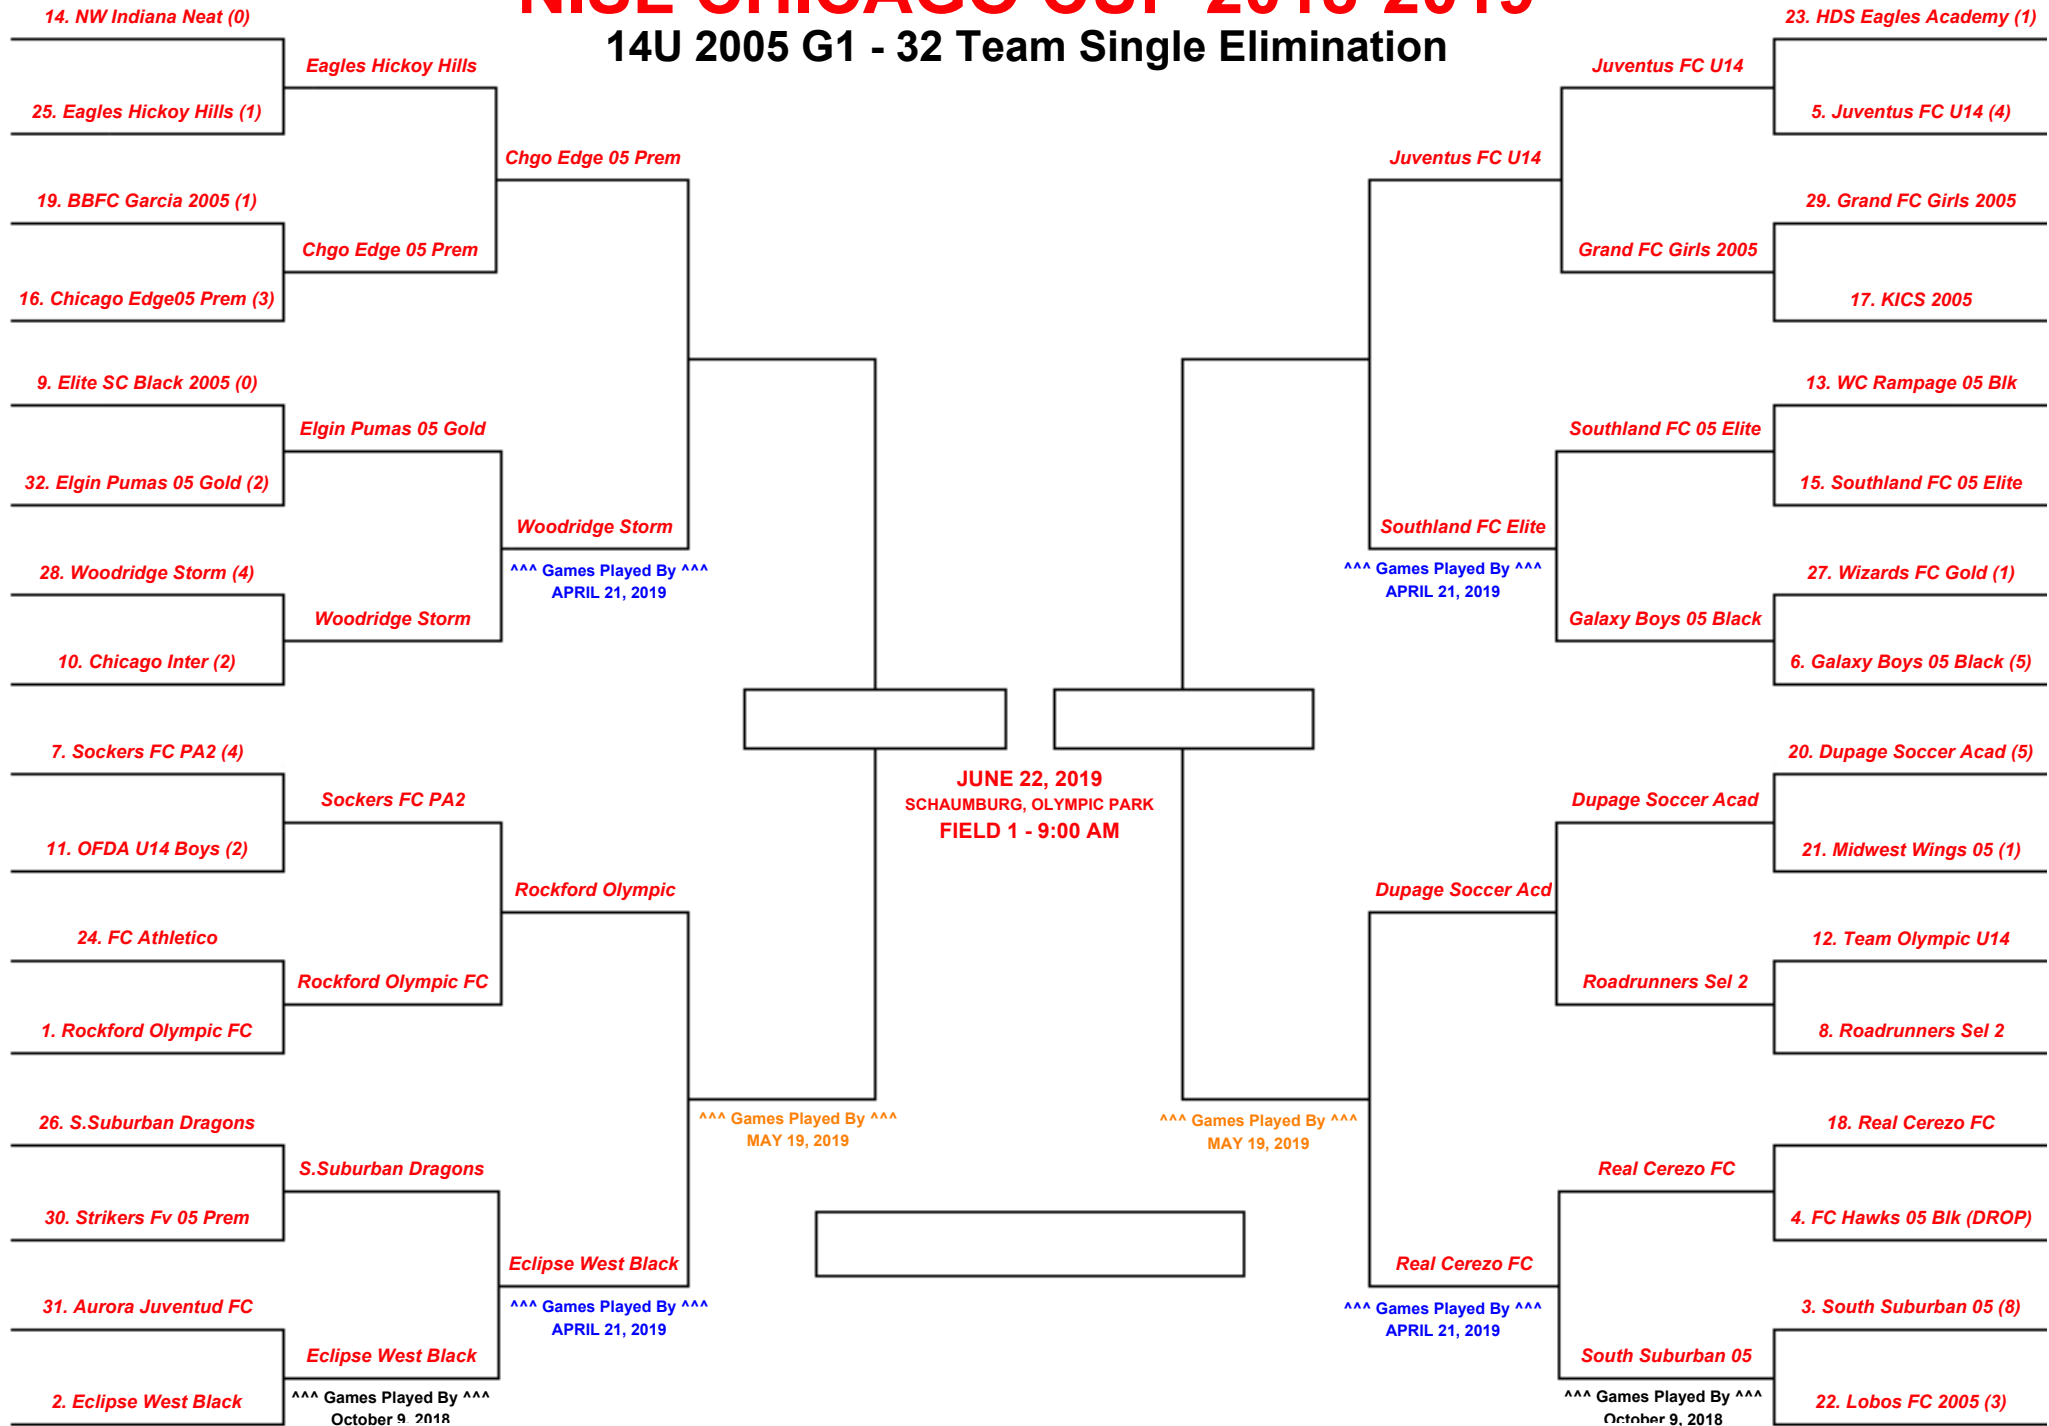 NISL CHICAGO CUP 2018-2019
14U 2005 G1 - 32 Team Single Elimination
14. NW Indiana Neat (0)
Eagles Hickoy Hills
25. Eagles Hickoy Hills (1)
Chgo Edge 05 Prem
19. BBFC Garcia 2005 (1)
Chgo Edge 05 Prem
16. Chicago Edge05 Prem (3)
9. Elite SC Black 2005 (0)
Elgin Pumas 05 Gold
32. Elgin Pumas 05 Gold (2)
Woodridge Storm
^^^ Games Played By ^^^
APRIL 21, 2019
28. Woodridge Storm (4)
Woodridge Storm
10. Chicago Inter (2)
7. Sockers FC PA2 (4)
Sockers FC PA2
11. OFDA U14 Boys (2)
Rockford Olympic
24. FC Athletico
Rockford Olympic FC
1. Rockford Olympic FC
^^^ Games Played By ^^^
MAY 19, 2019
26. S.Suburban Dragons
S.Suburban Dragons
30. Strikers Fv 05 Prem
Eclipse West Black
^^^ Games Played By ^^^
APRIL 21, 2019
31. Aurora Juventud FC
Eclipse West Black
2. Eclipse West Black
^^^ Games Played By ^^^
October 9, 2018
JUNE 22, 2019
SCHAUMBURG, OLYMPIC PARK
FIELD 1 - 9:00 AM
23. HDS Eagles Academy (1)
Juventus FC U14
5. Juventus FC U14 (4)
Juventus FC U14
29. Grand FC Girls 2005
Grand FC Girls 2005
17. KICS 2005
13. WC Rampage 05 Blk
Southland FC 05 Elite
15. Southland FC 05 Elite
Southland FC Elite
^^^ Games Played By ^^^
APRIL 21, 2019
27. Wizards FC Gold (1)
Galaxy Boys 05 Black
6. Galaxy Boys 05 Black (5)
20. Dupage Soccer Acad (5)
Dupage Soccer Acad
21. Midwest Wings 05 (1)
Dupage Soccer Acd
12. Team Olympic U14
Roadrunners Sel 2
8. Roadrunners Sel 2
^^^ Games Played By ^^^
MAY 19, 2019
18. Real Cerezo FC
Real Cerezo FC
4. FC Hawks 05 Blk (DROP)
Real Cerezo FC
^^^ Games Played By ^^^
APRIL 21, 2019
3. South Suburban 05 (8)
South Suburban 05
22. Lobos FC 2005 (3)
^^^ Games Played By ^^^
October 9, 2018